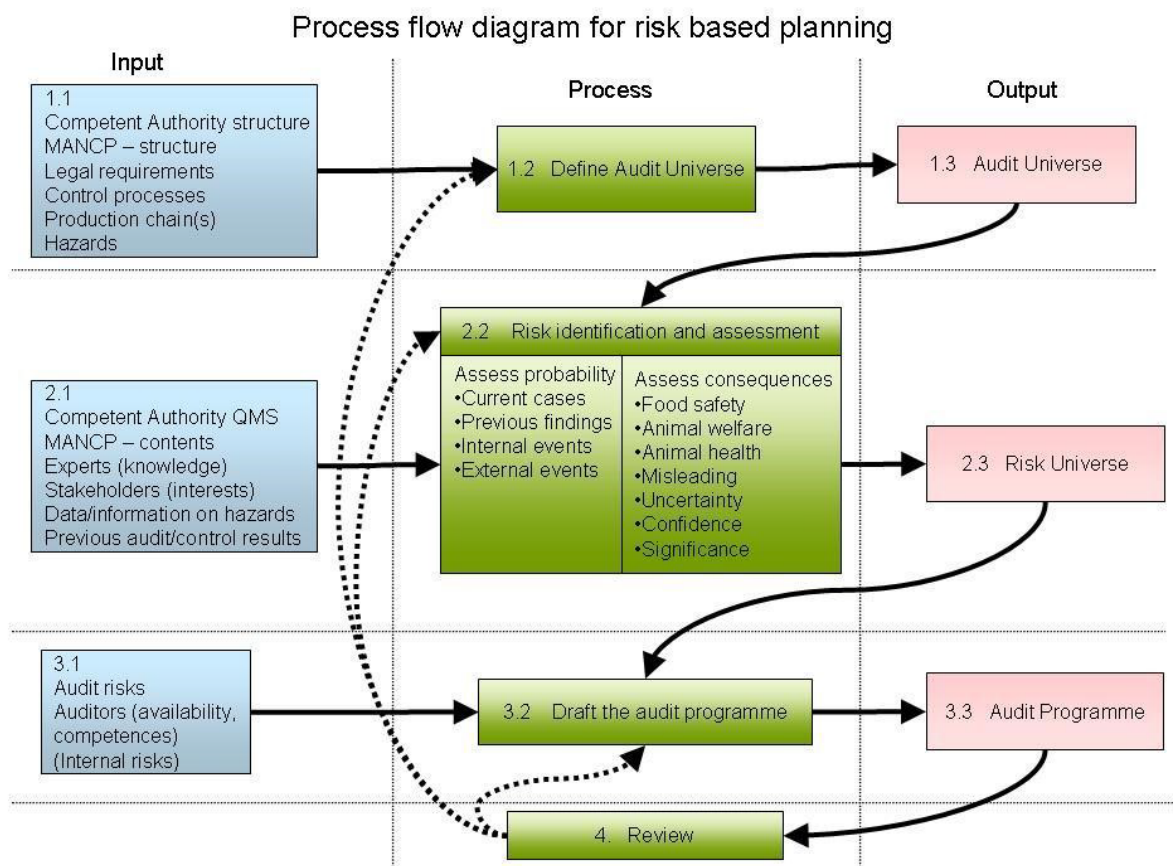 Process flow diagram for risk based planning
Input
Process
Output
1.1
Competent Authority structure
MANCP – structure
Legal requirements
Control processes
Production chain(s)
Hazards
1.2 Define Audit Universe
1.3 Audit Universe
2.1
Competent Authority QMS
MANCP – contents
Experts (knowledge)
Stakeholders (interests)
Data/information on hazards
Previous audit/control results
2.2 Risk identification and assessment
Assess probability
•Current cases
•Previous findings
•Internal events
•External events
Assess consequences
•Food safety
•Animal welfare
•Animal health
•Misleading
•Uncertainty
•Confidence
•Significance
2.3 Risk Universe
3.1
Audit risks
Auditors (availability,
competences)
(Internal risks)
3.2 Draft the audit programme
3.3 Audit Programme
4. Review